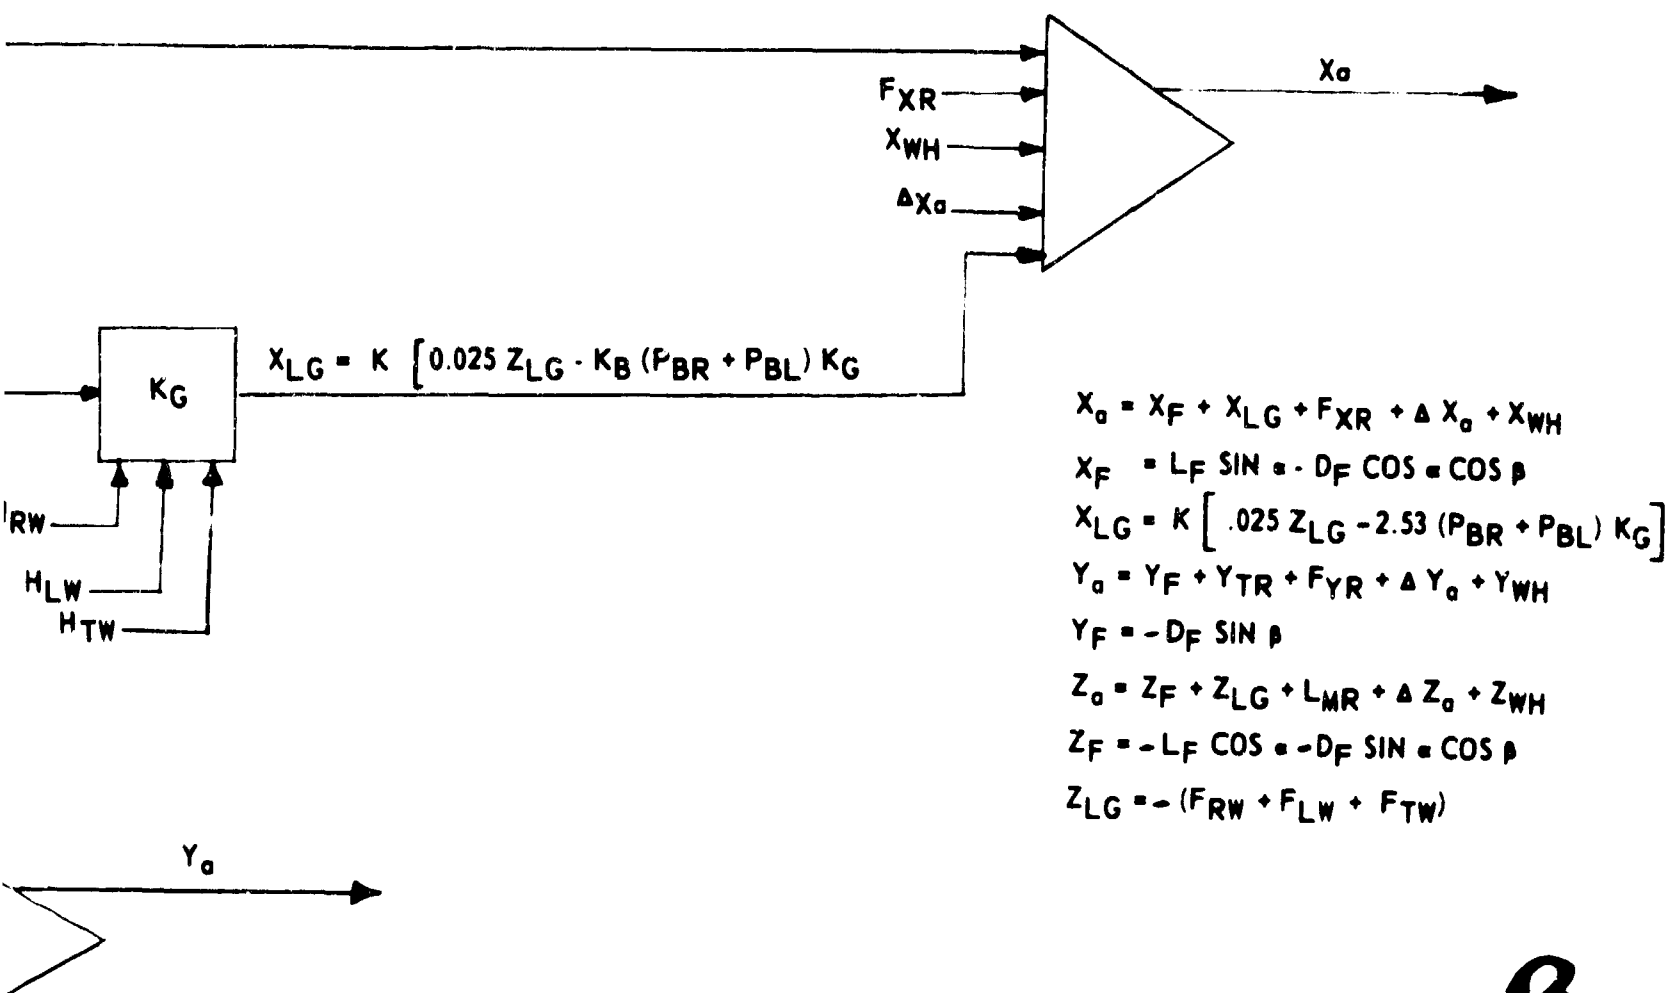 Xa
FXR
XWH
ΔXa
XLG = K [0.025 ZLG - KB (PBR + PBL) KG
KG
RW
HLW
HTW
Xa = XF + XLG + FXR + Δ Xa + XWH
XF = LF SIN α - DF COS α COS β
XLG = K [ .025 ZLG -2.53 (PBR + PBL) KG]
Ya = YF + YTR + FYR + Δ Ya + YWH
YF = -DF SIN β
Za = ZF + ZLG + LMR + Δ Za + ZWH
ZF = -LF COS α -DF SIN α COS β
ZLG = - (FRW + FLW + FTW)
Ya